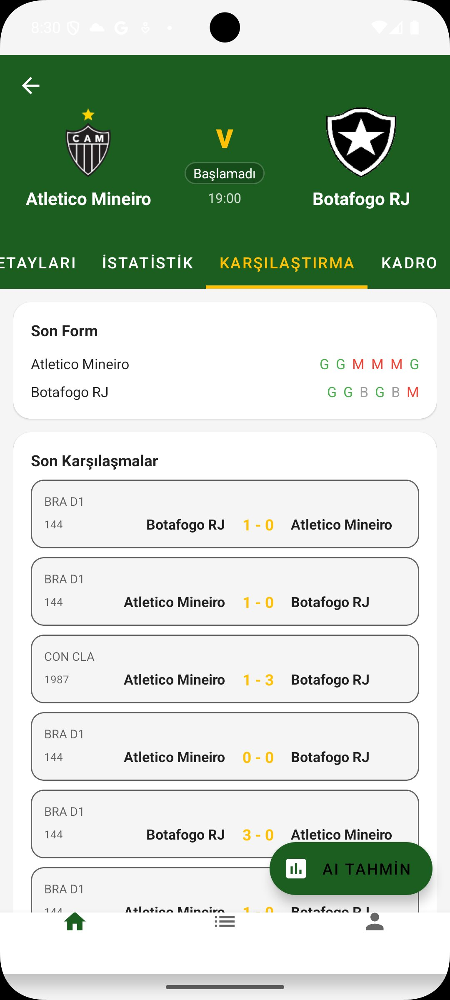 8:30
CAM
V
Başlamadı
19:00
Atletico Mineiro
Botafogo RJ
ETAYLARI İSTATİSTİK KARŞILAŞTIRMA KADRO
Son Form
Atletico Mineiro G G M M M G
Botafogo RJ G G B G B M
Son Karşılaşmalar
BRA D1
144 Botafogo RJ 1 - 0 Atletico Mineiro
BRA D1
144 Atletico Mineiro 1 - 0 Botafogo RJ
CON CLA
1987 Atletico Mineiro 1 - 3 Botafogo RJ
BRA D1
144 Atletico Mineiro 0 - 0 Botafogo RJ
BRA D1
144 Botafogo RJ 3 - 0 Atletico Mineiro
AI TAHMİN
BRA D1
144 Atletico Mineiro 1 - 0 Botafogo RJ